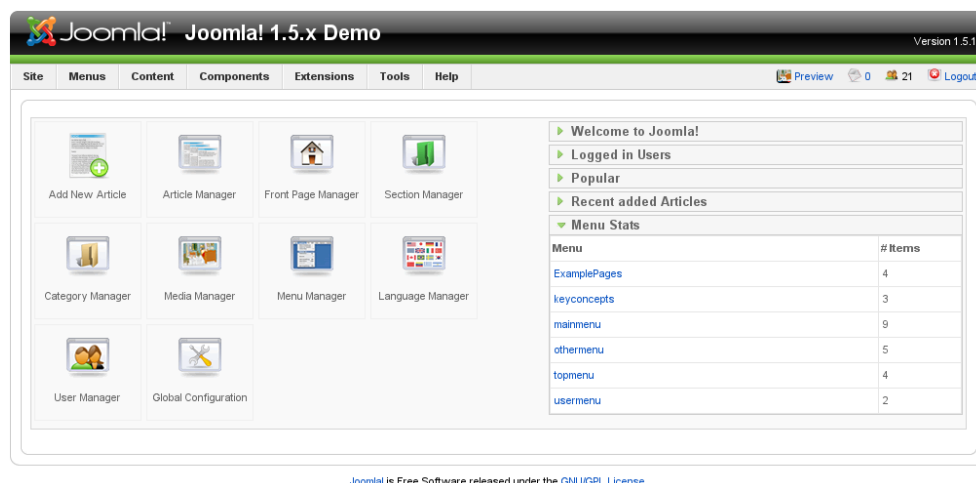 Joomla!™ Joomla! 1.5.x Demo
Version 1.5.1
Site Menus Content Components Extensions Tools Help Preview 0 21 Logout
Add New Article Article Manager Front Page Manager Section Manager
Category Manager Media Manager Menu Manager Language Manager
User Manager Global Configuration
Welcome to Joomla!
Logged in Users
Popular
Recent added Articles
Menu Stats
Menu # Items
ExamplePages 4
keyconcepts 3
mainmenu 9
othermenu 5
topmenu 4
usermenu 2
Joomla! is Free Software released under the GNU/GPL License.